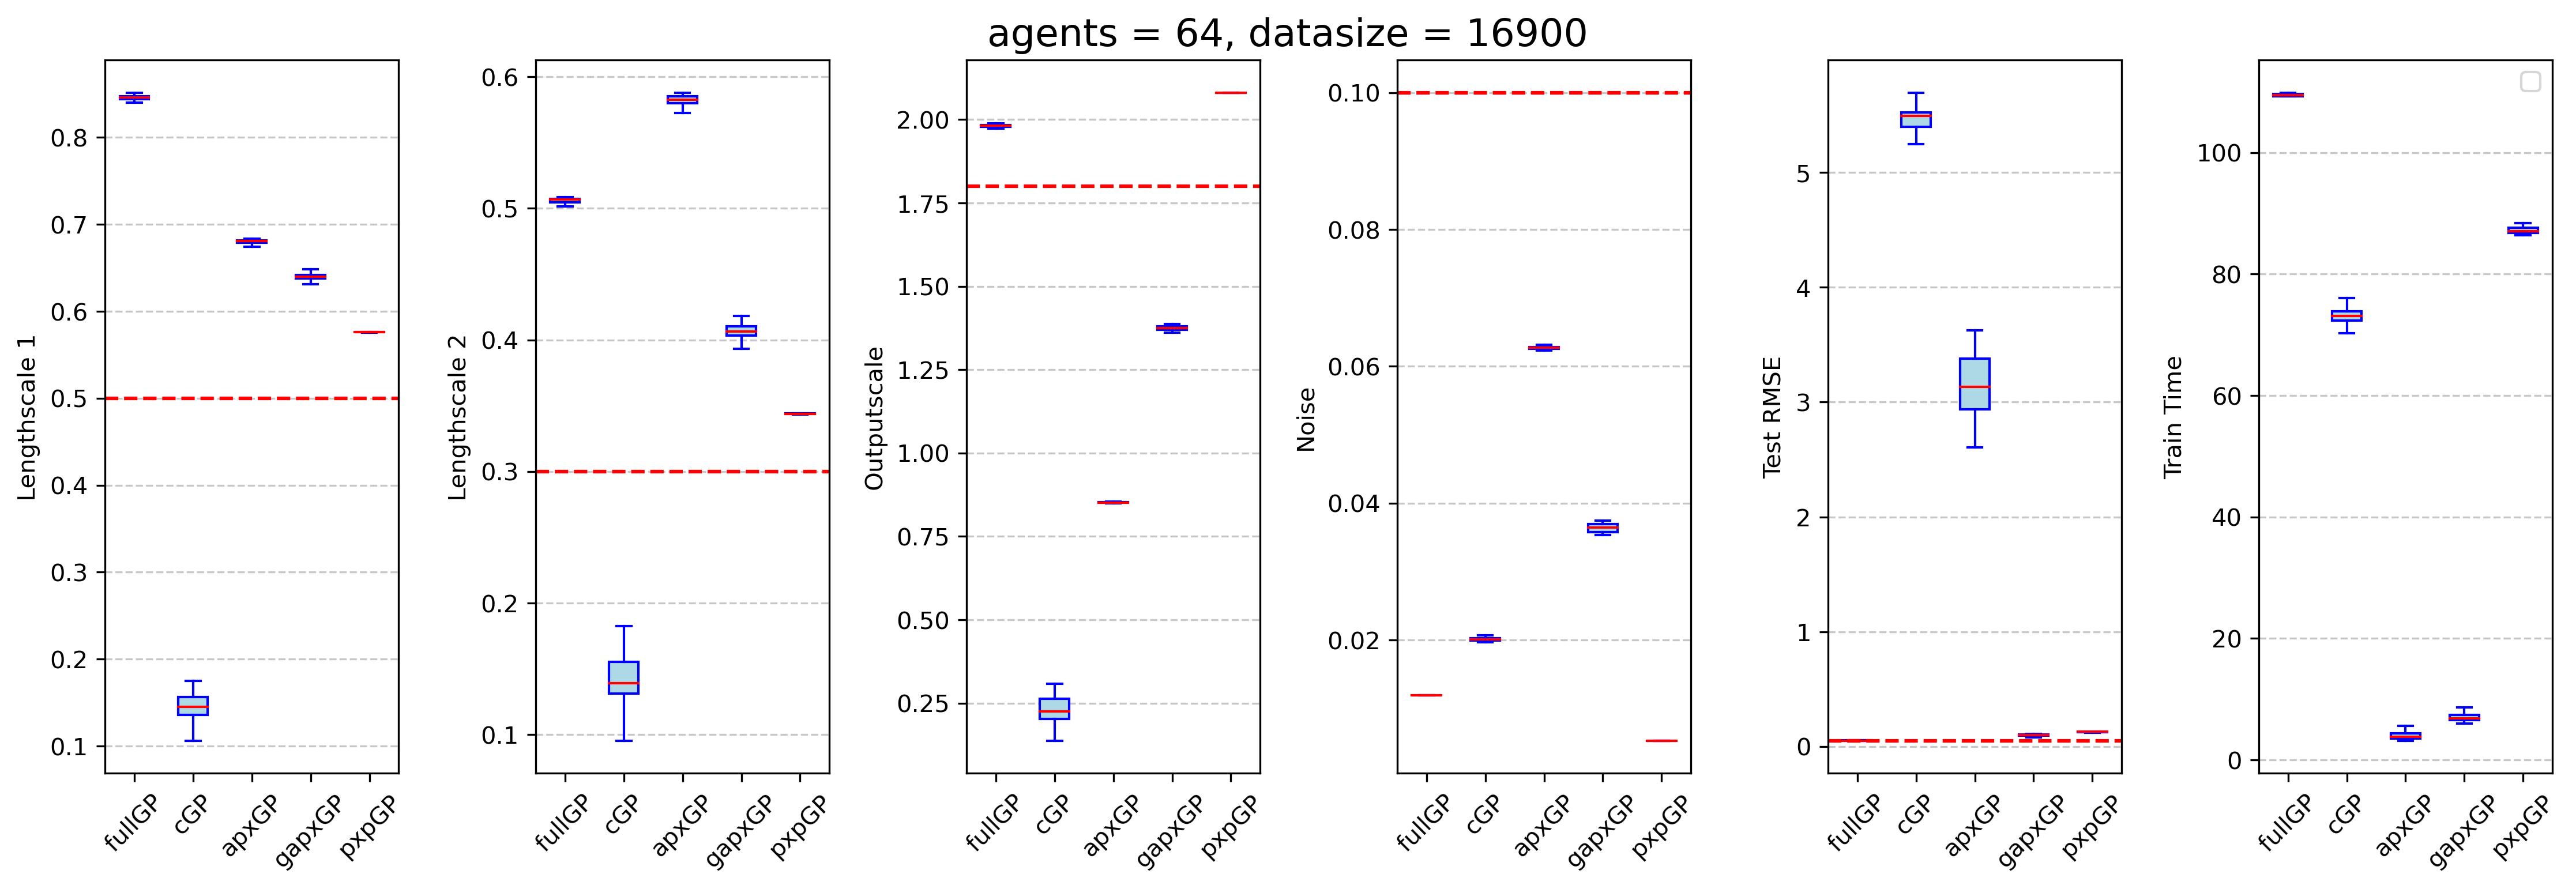 agents = 64, datasize = 16900
Lengthscale 1
0.8
0.7
0.6
0.5
0.4
0.3
0.2
0.1
fullGP
cGP
apxGP
gapxGP
pxpGP
Lengthscale 2
0.6
0.5
0.4
0.3
0.2
0.1
fullGP
cGP
apxGP
gapxGP
pxpGP
Outputscale
2.00
1.75
1.50
1.25
1.00
0.75
0.50
0.25
fullGP
cGP
apxGP
gapxGP
pxpGP
Noise
0.10
0.08
0.06
0.04
0.02
fullGP
cGP
apxGP
gapxGP
pxpGP
Test RMSE
5
4
3
2
1
0
fullGP
cGP
apxGP
gapxGP
pxpGP
Train Time
100
80
60
40
20
0
fullGP
cGP
apxGP
gapxGP
pxpGP